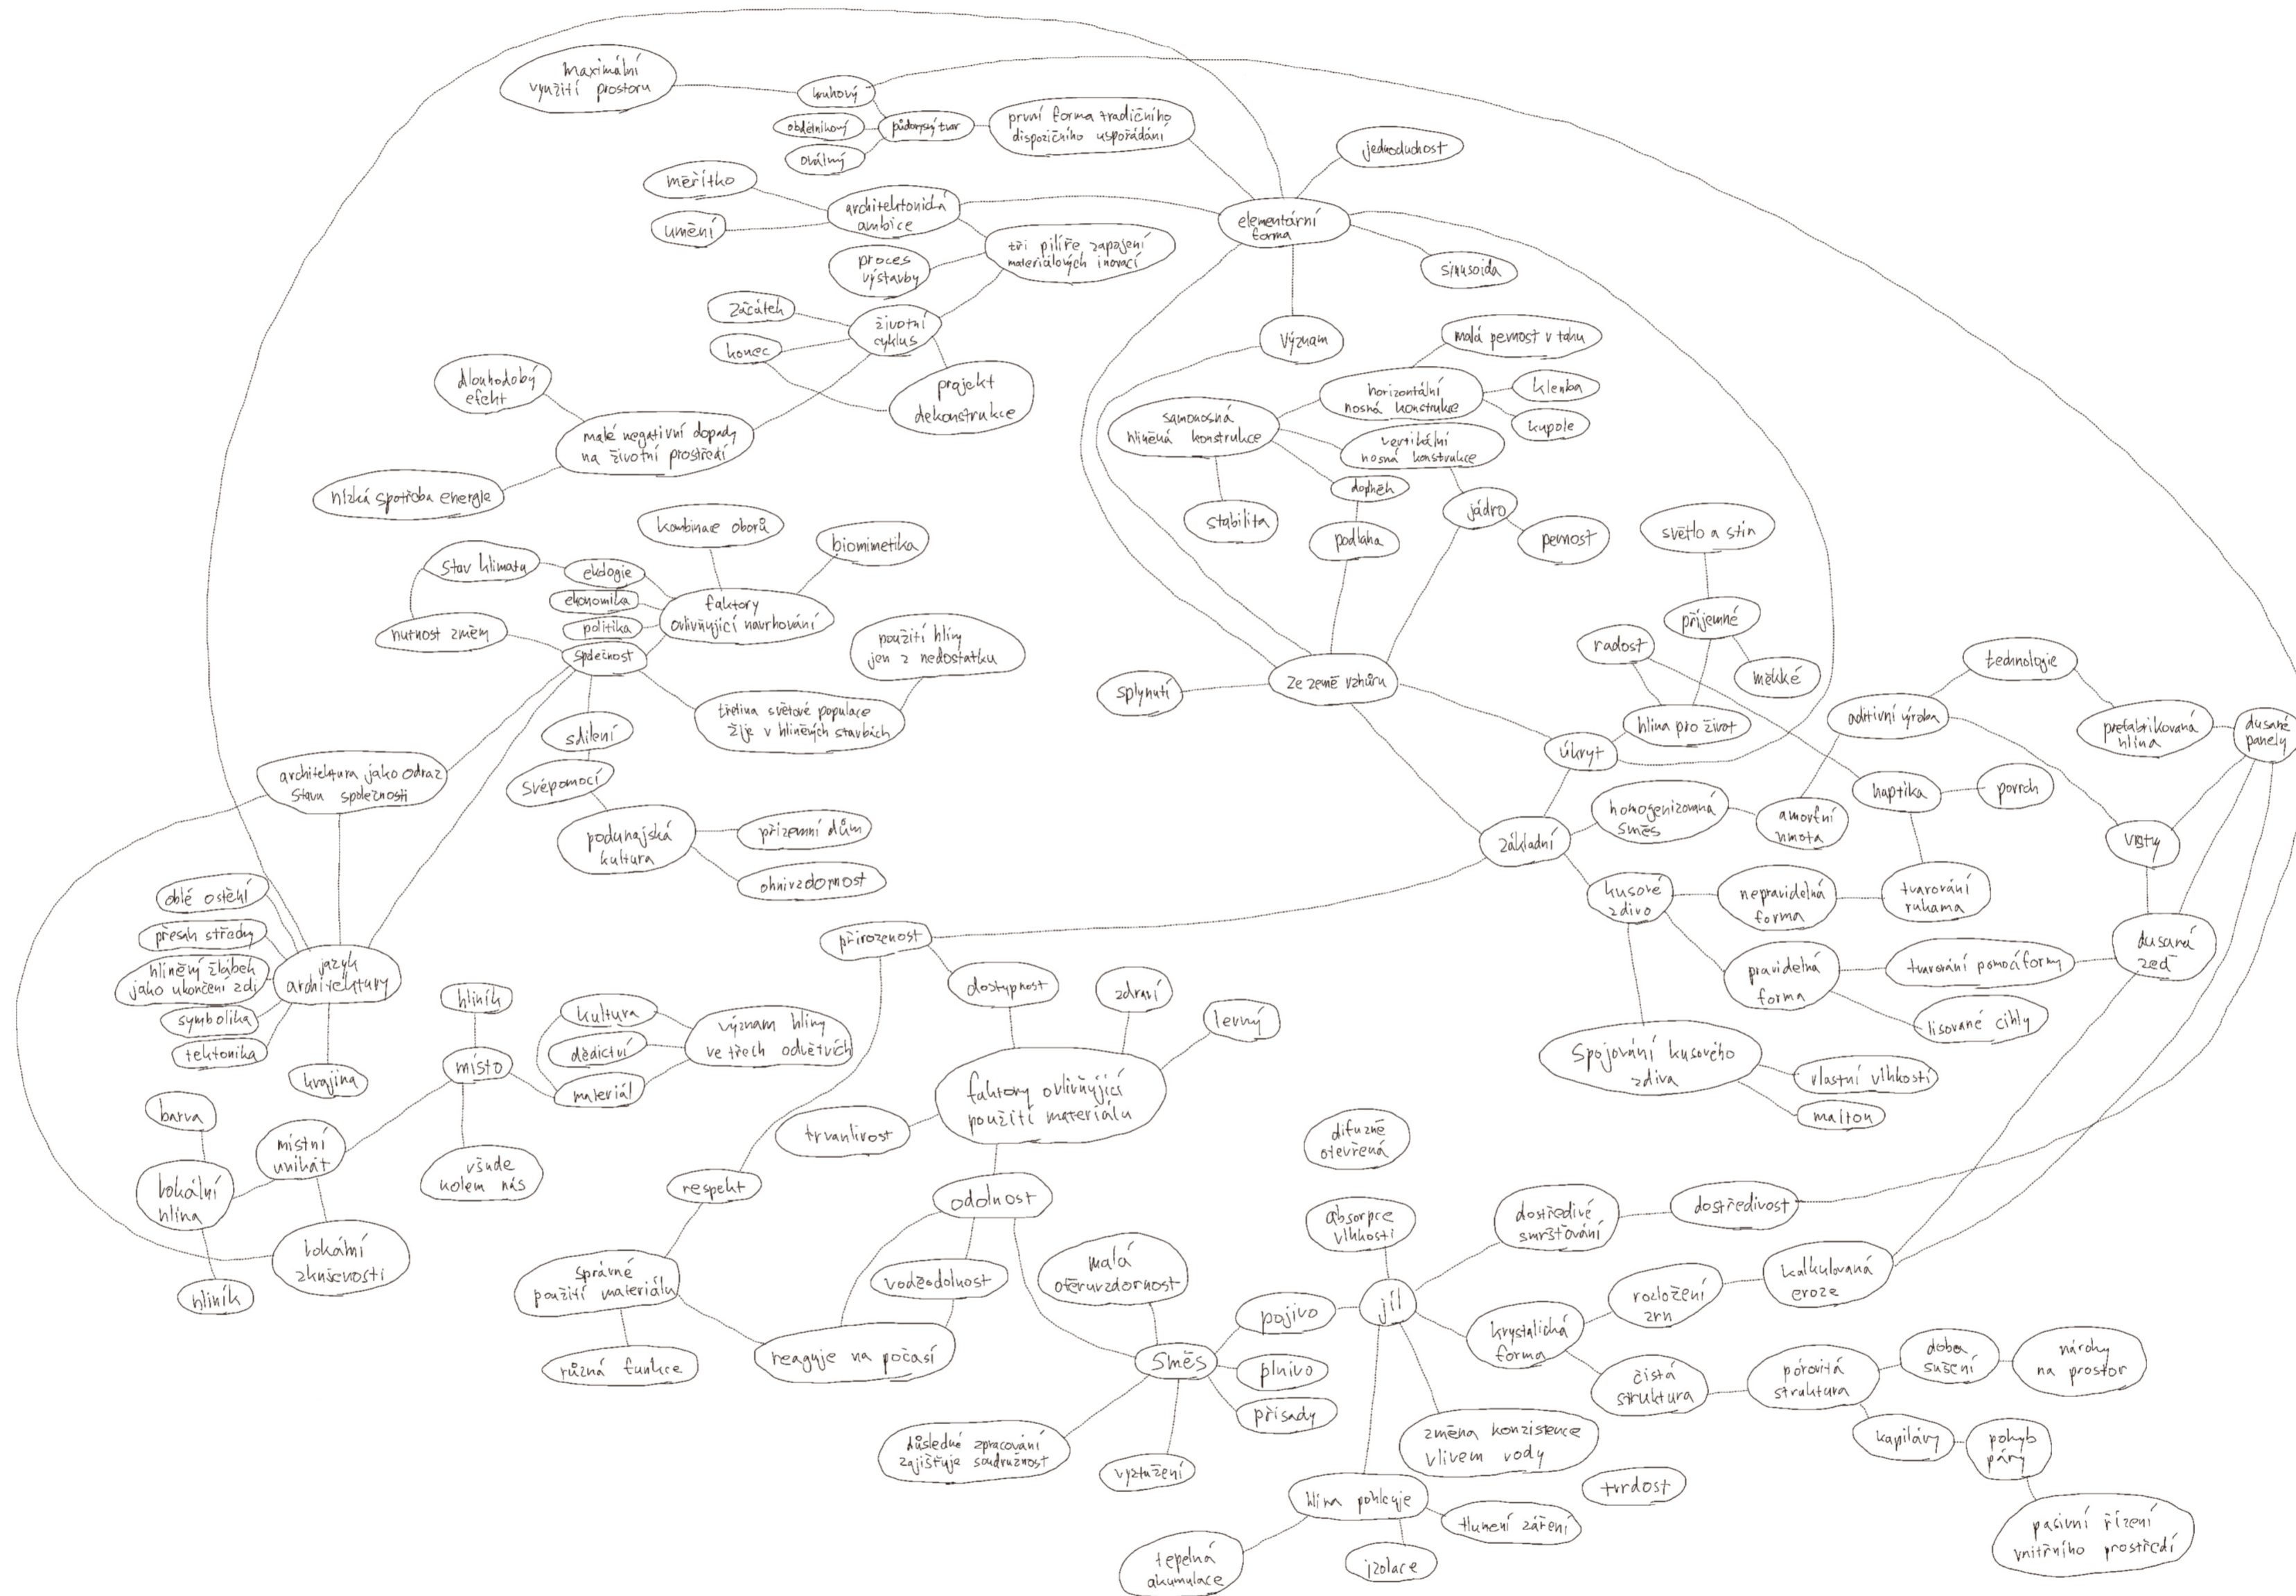 maximální
využití prostoru
kruhový
obdélníkový
půdorysný tvar
oválný
první forma tradičního
dispozičního uspořádání
jednoduchost
měřítko
umění
architektonická
ambice
elementární
forma
tři pilíře zapojení
materiálových inovací
proces
výstavby
sinusoida
začátek
konec
životní
cyklus
projekt
dekonstrukce
význam
malá pevnost v tahu
horizontální
nosná konstrukce
klenba
kupole
samonosná
hliněná konstrukce
vertikální
nosná konstrukce
doplněk
stabilita
podlaha
jádro
pevnost
dlouhodobý
efekt
malé negativní dopady
na životní prostředí
nízká spotřeba energie
kombinace oborů
biomimetika
stav klimatu
ekologie
ekonomika
politika
společnost
faktory
ovlivňující navrhování
nutnost změn
použití hlíny
jen z nedostatku
třetina světové populace
žije v hliněných stavbách
sdílení
svépomocí
podunajská
kultura
přízemní dům
ohnivzdornost
světlo a stín
příjemné
měkké
radost
hlína pro život
úkryt
ze země vzhůru
splynutí
základní
technologie
aditivní výroba
prefabrikovaná
hlína
dusané
panely
haptika
povrch
homogenizovaná
směs
amorfní
hmota
vrstvy
kusové
zdivo
nepravidelná
forma
tvarování
rukama
dusaná
zeď
pravidelná
forma
tvarování pomocí formy
lisované cihly
spojování kusového
zdiva
vlastní vlhkostí
maltou
architektura jako odraz
stavu společnosti
oblé ostění
přesah střechy
hliněný žlábek
jako ukončení zdi
symbolika
tektonika
jazyk
architektury
krajina
hliník
místo
kultura
dědictví
materiál
význam hlíny
ve třech odvětvích
barva
místní
unikát
lokální
hlína
hliník
všude
kolem nás
lokální
zkušenosti
přirozenost
dostupnost
zdraví
levný
faktory ovlivňující
použití materiálu
trvanlivost
respekt
odolnost
správné
použití materiálu
různá funkce
voděodolnost
reaguje na počasí
malá
otěruvzdornost
směs
pojivo
plnivo
přísady
důsledné zpracování
zajišťuje soudružnost
vyztužení
difuzně
otevřená
absorpce
vlhkosti
jíl
dostředivé
smršťování
dostředivost
krystalická
forma
rozložení
zrn
kalkulovaná
eroze
čistá
struktura
pórovitá
struktura
doba
sušení
nároky
na prostor
kapiláry
pohyb
páry
pasivní řízení
vnitřního prostředí
změna konzistence
vlivem vody
tvrdost
hlína pohlcuje
tlumení záření
tepelná
akumulace
izolace